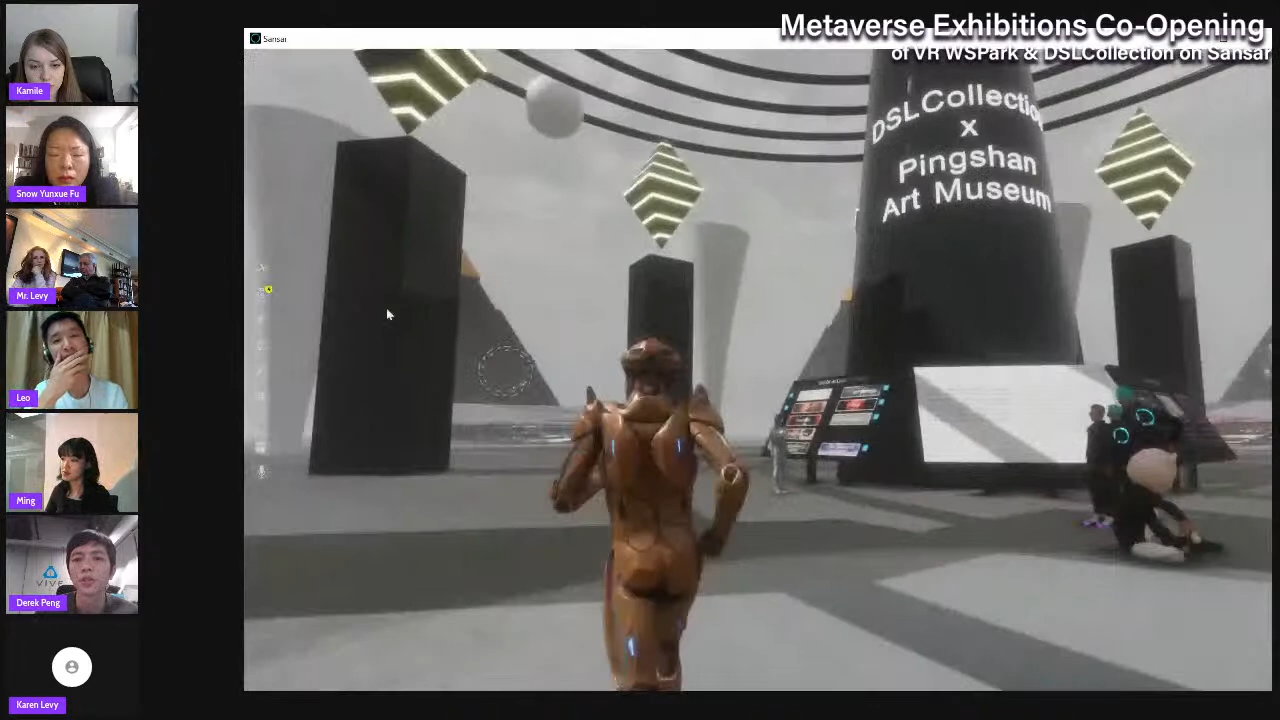 Metaverse Exhibitions Co-Opening
of VR WSPark & DSLCollection on Sansar
Sansar
Kamile
Snow Yunxue Fu
Mr. Levy
Leo
Ming
VIVE
Derek Peng
Karen Levy
DSLCollection
x
Pingshan
Art Museum